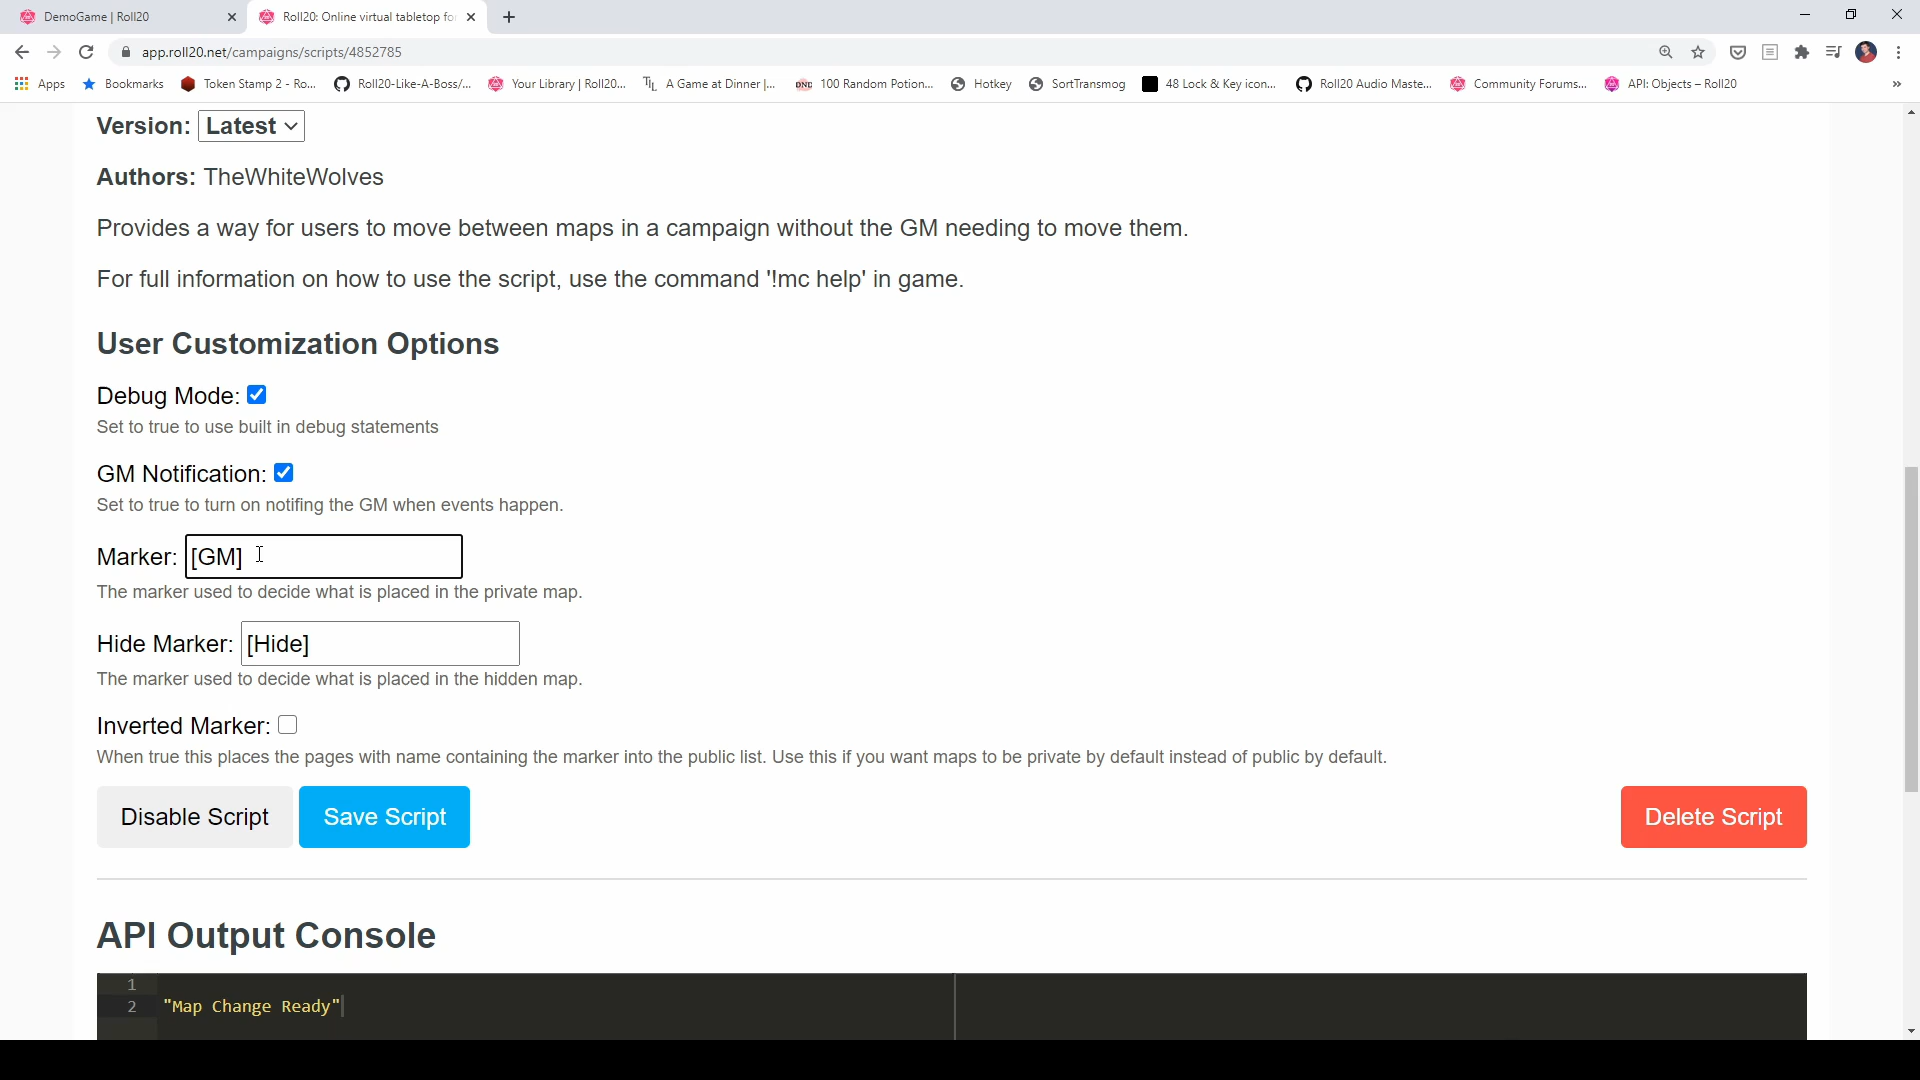 DemoGame | Roll20
Roll20: Online virtual tabletop fo
app.roll20.net/campaigns/scripts/4852785
Apps
Bookmarks
Token Stamp 2 - Ro...
Roll20-Like-A-Boss/...
Your Library | Roll20...
TL A Game at Dinner |...
DND 100 Random Potion...
Hotkey
SortTransmog
48 Lock & Key icon...
Roll20 Audio Maste...
Community Forums...
API: Objects – Roll20
»
Version: Latest
Authors: TheWhiteWolves
Provides a way for users to move between maps in a campaign without the GM needing to move them.
For full information on how to use the script, use the command '!mc help' in game.
User Customization Options
Debug Mode:
Set to true to use built in debug statements
GM Notification:
Set to true to turn on notifing the GM when events happen.
Marker: [GM]
The marker used to decide what is placed in the private map.
Hide Marker: [Hide]
The marker used to decide what is placed in the hidden map.
Inverted Marker:
When true this places the pages with name containing the marker into the public list. Use this if you want maps to be private by default instead of public by default.
Disable Script
Save Script
Delete Script
API Output Console
1
2 "Map Change Ready"